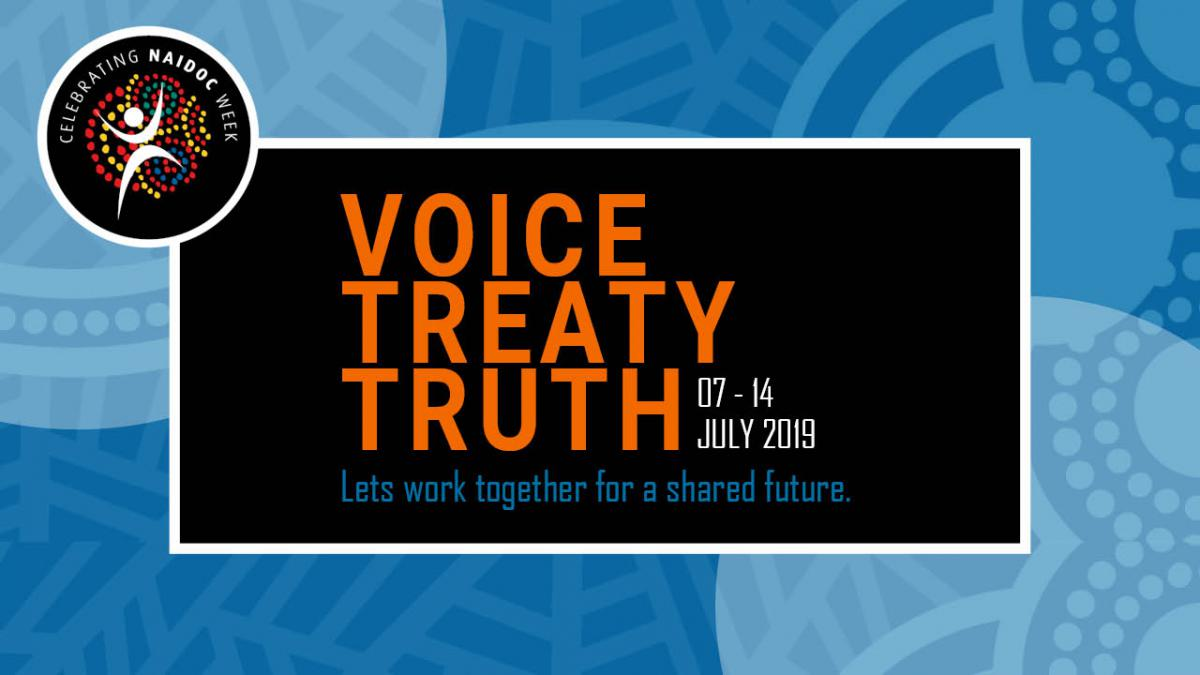 CELEBRATING NAIDOC WEEK
VOICE
TREATY
TRUTH
07 - 14
JULY 2019
Lets work together for a shared future.